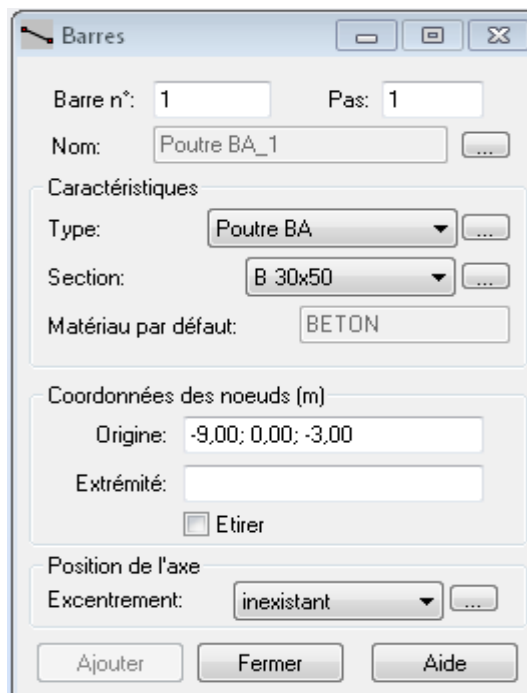 Barres
Barre n°: 1 Pas: 1
Nom: Poutre BA_1 ...
Caractéristiques
Type: Poutre BA ...
Section: B 30x50 ...
Matériau par défaut: BETON
Coordonnées des noeuds (m)
Origine: -9,00; 0,00; -3,00
Extrémité:
Etirer
Position de l'axe
Excentrement: inexistant ...
Ajouter Fermer Aide